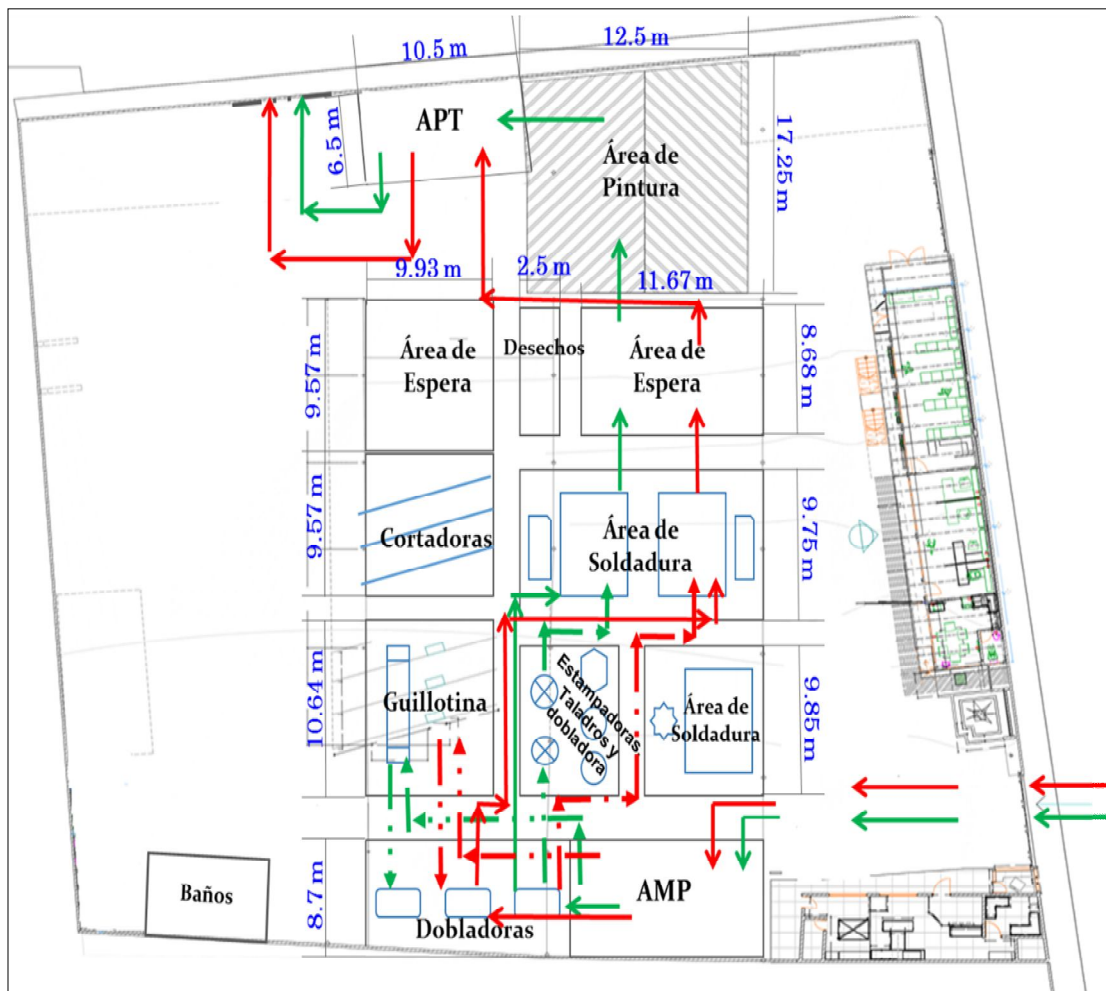 10.5 m
12.5 m
6.5 m
APT
Área de
Pintura
17.25 m
9.93 m
2.5 m
11.67 m
9.57 m
Área de
Espera
Desechos
Área de
Espera
8.68 m
9.57 m
Cortadoras
Área de
Soldadura
9.75 m
10.64 m
Guillotina
Estampadoras
Taladros y
dobladora
Área de
Soldadura
9.85 m
8.7 m
Baños
Dobladoras
AMP